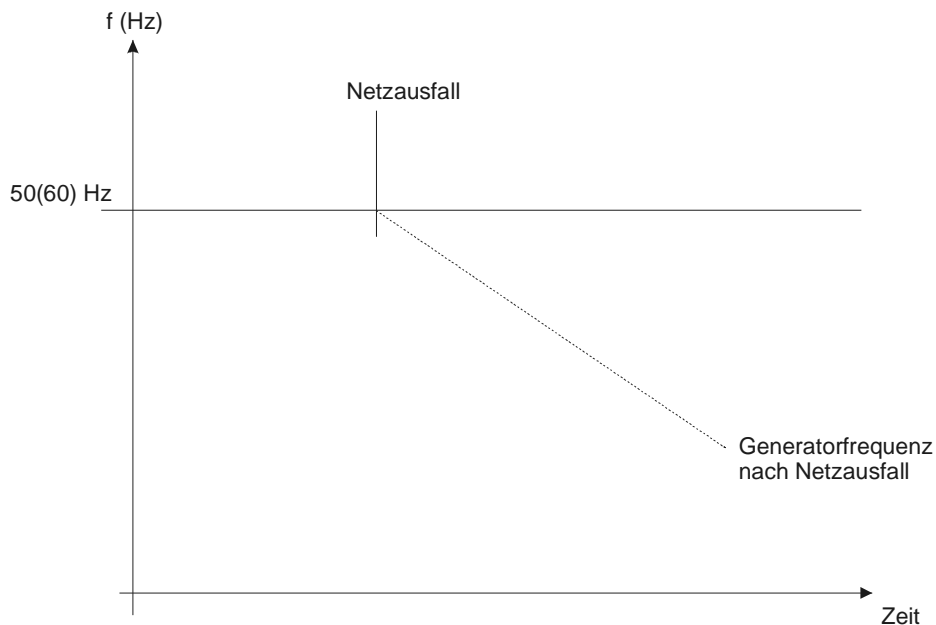 f (Hz)
Netzausfall
50(60) Hz
Generatorfrequenz
nach Netzausfall
Zeit